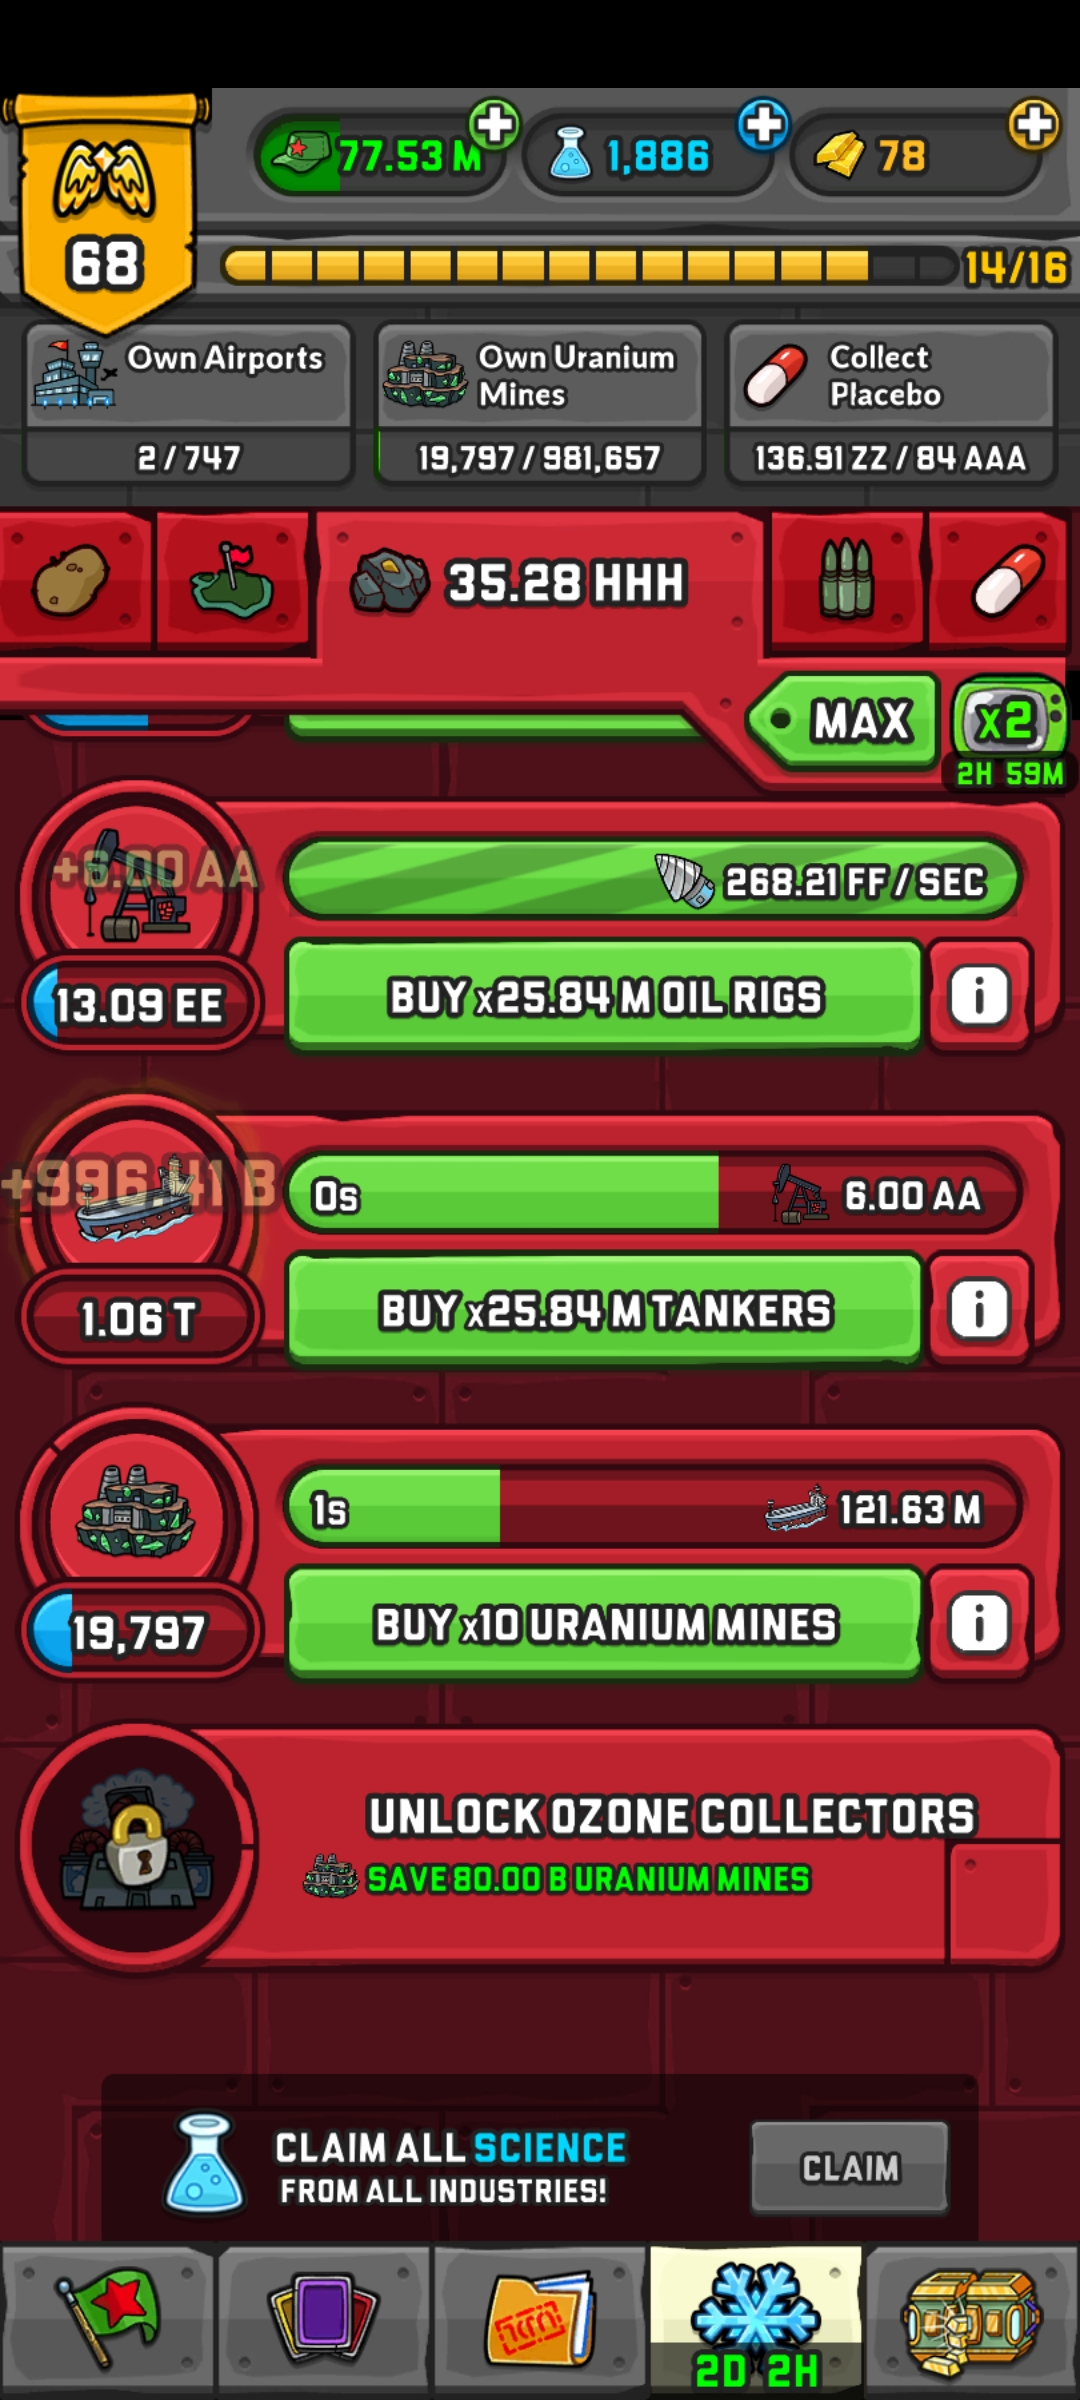 77.53 M
1,886
78
68
14/16
Own Airports
2 / 747
Own Uranium
Mines
19,797 / 981,657
Collect
Placebo
136.91 ZZ / 84 AAA
35.28 HHH
MAX
x2
2H 59M
+6.00 AA
268.21 FF / SEC
13.09 EE
BUY x25.84 M OIL RIGS
i
+996.41 B
0s
6.00 AA
1.06 T
BUY x25.84 M TANKERS
i
1s
121.63 M
19,797
BUY x10 URANIUM MINES
i
UNLOCK OZONE COLLECTORS
SAVE 80.00 B URANIUM MINES
CLAIM ALL SCIENCE
FROM ALL INDUSTRIES!
CLAIM
2D 2H